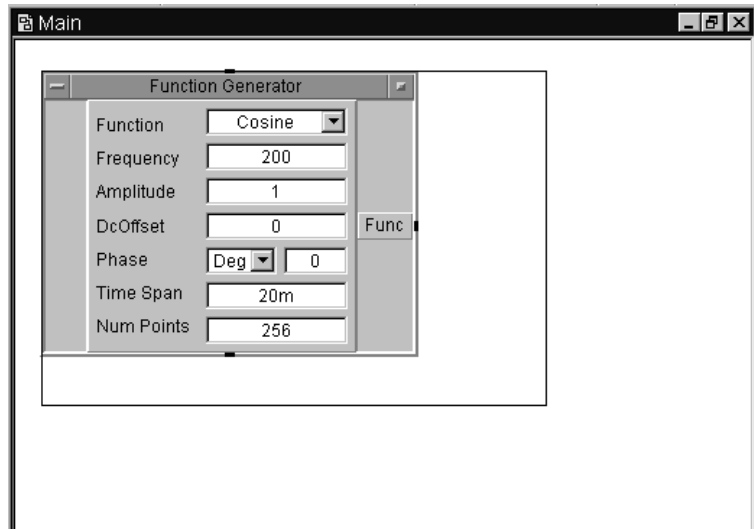 Main
Function Generator
Function Cosine
Frequency 200
Amplitude 1
DcOffset 0
Func
Phase Deg 0
Time Span 20m
Num Points 256